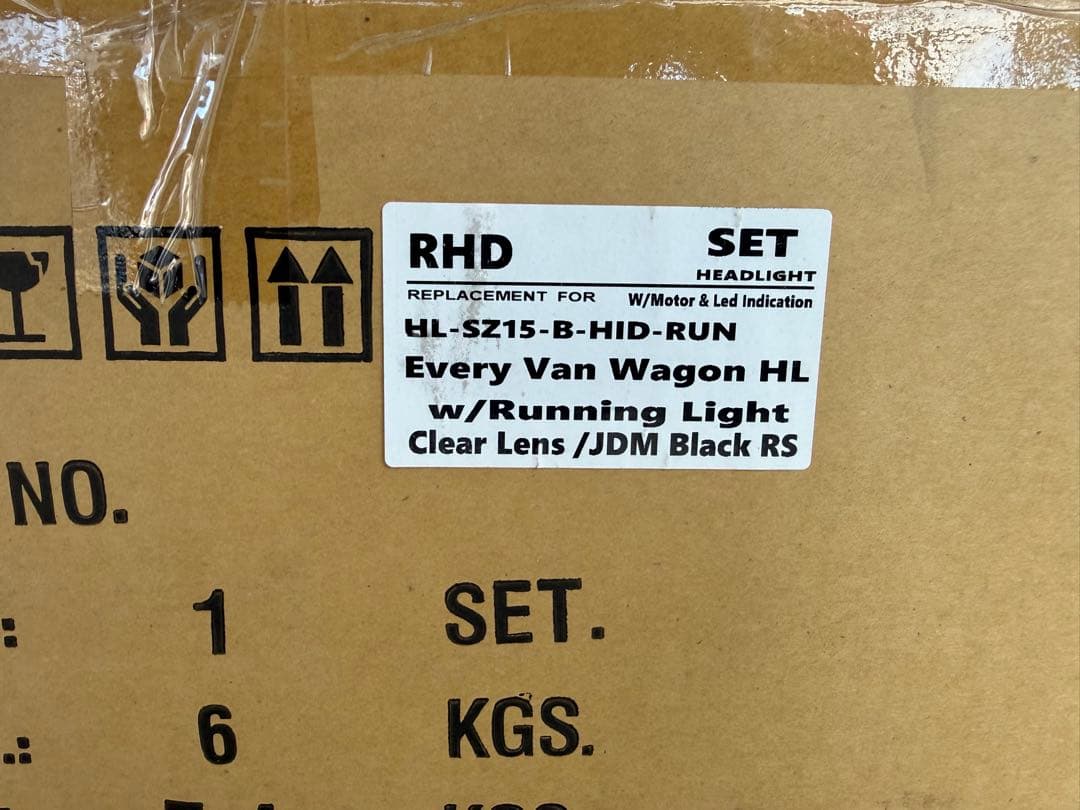 RHD SET
HEADLIGHT
REPLACEMENT FOR W/Motor & Led Indication
HL-SZ15-B-HID-RUN
Every Van Wagon HL
w/Running Light
Clear Lens /JDM Black RS
NO.
: 1 SET.
.: 6 KGS.